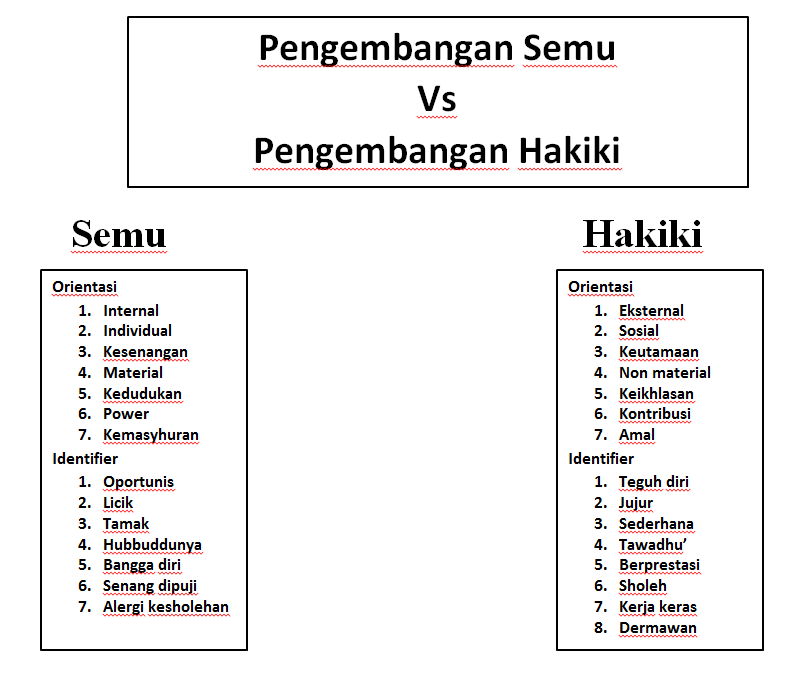 Pengembangan Semu
Vs
Pengembangan Hakiki
Semu
Orientasi
1. Internal
2. Individual
3. Kesenangan
4. Material
5. Kedudukan
6. Power
7. Kemasyhuran
Identifier
1. Oportunis
2. Licik
3. Tamak
4. Hubbuddunya
5. Bangga diri
6. Senang dipuji
7. Alergi kesholehan
Hakiki
Orientasi
1. Eksternal
2. Sosial
3. Keutamaan
4. Non material
5. Keikhlasan
6. Kontribusi
7. Amal
Identifier
1. Teguh diri
2. Jujur
3. Sederhana
4. Tawadhu’
5. Berprestasi
6. Sholeh
7. Kerja keras
8. Dermawan